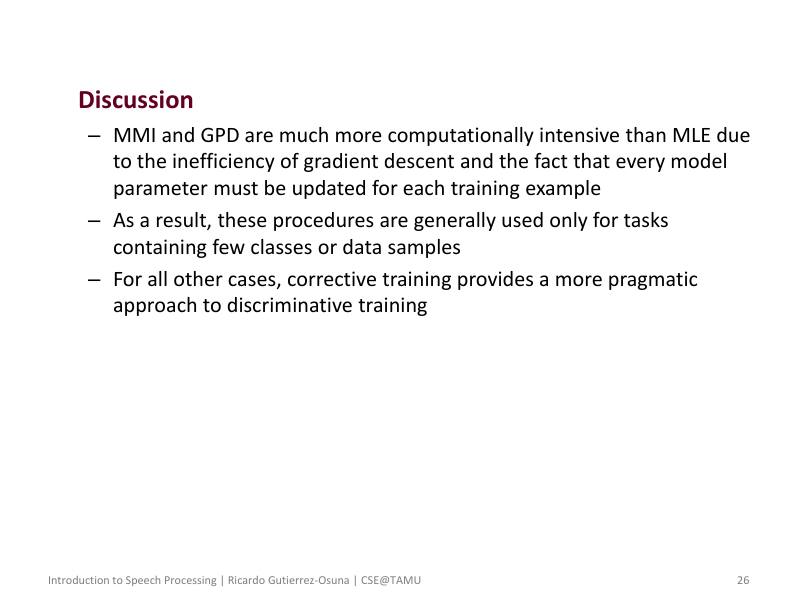 Discussion
– MMI and GPD are much more computationally intensive than MLE due
to the inefficiency of gradient descent and the fact that every model
parameter must be updated for each training example
– As a result, these procedures are generally used only for tasks
containing few classes or data samples
– For all other cases, corrective training provides a more pragmatic
approach to discriminative training
Introduction to Speech Processing | Ricardo Gutierrez-Osuna | CSE@TAMU
26